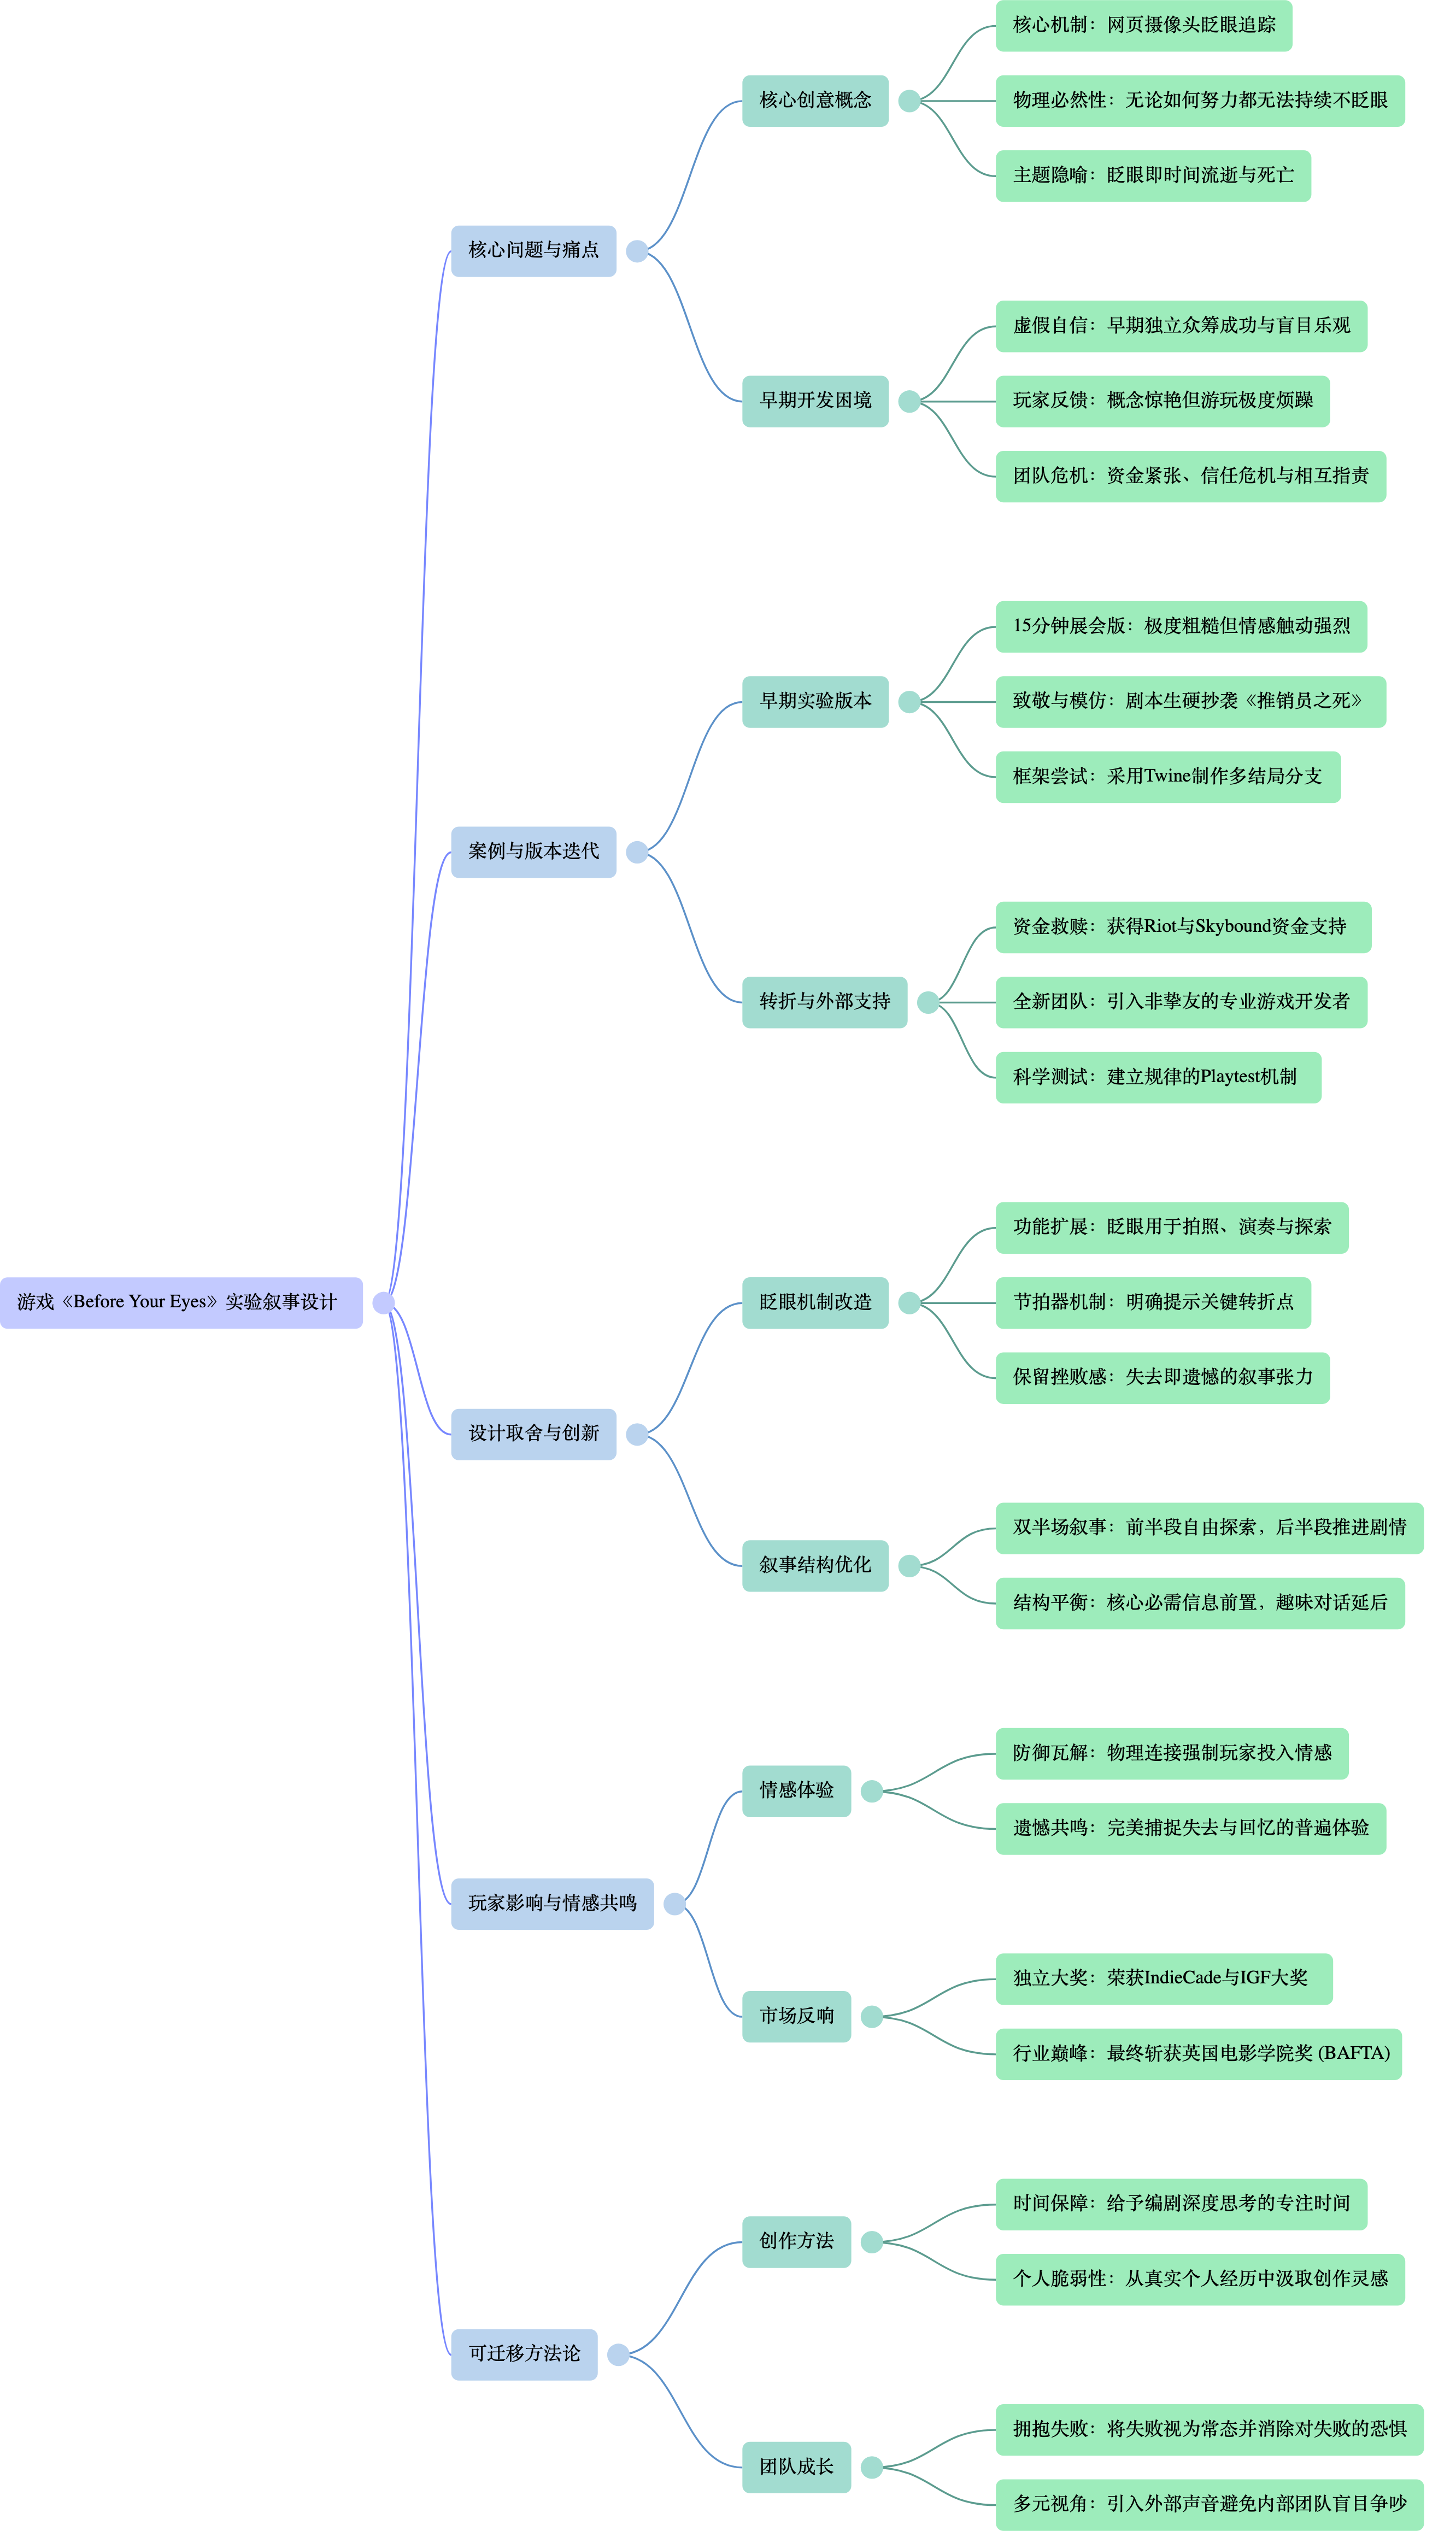 游戏《Before Your Eyes》实验叙事设计
核心问题与痛点
核心创意概念
核心机制：网页摄像头眨眼追踪
物理必然性：无论如何努力都无法持续不眨眼
主题隐喻：眨眼即时间流逝与死亡
早期开发困境
虚假自信：早期独立众筹成功与盲目乐观
玩家反馈：概念惊艳但游玩极度烦躁
团队危机：资金紧张、信任危机与相互指责
案例与版本迭代
早期实验版本
15分钟展会版：极度粗糙但情感触动强烈
致敬与模仿：剧本生硬抄袭《推销员之死》
框架尝试：采用Twine制作多结局分支
转折与外部支持
资金救赎：获得Riot与Skybound资金支持
全新团队：引入非挚友的专业游戏开发者
科学测试：建立规律的Playtest机制
设计取舍与创新
眨眼机制改造
功能扩展：眨眼用于拍照、演奏与探索
节拍器机制：明确提示关键转折点
保留挫败感：失去即遗憾的叙事张力
叙事结构优化
双半场叙事：前半段自由探索，后半段推进剧情
结构平衡：核心必需信息前置，趣味对话延后
玩家影响与情感共鸣
情感体验
防御瓦解：物理连接强制玩家投入情感
遗憾共鸣：完美捕捉失去与回忆的普遍体验
市场反响
独立大奖：荣获IndieCade与IGF大奖
行业巅峰：最终斩获英国电影学院奖 (BAFTA)
可迁移方法论
创作方法
时间保障：给予编剧深度思考的专注时间
个人脆弱性：从真实个人经历中汲取创作灵感
团队成长
拥抱失败：将失败视为常态并消除对失败的恐惧
多元视角：引入外部声音避免内部团队盲目争吵